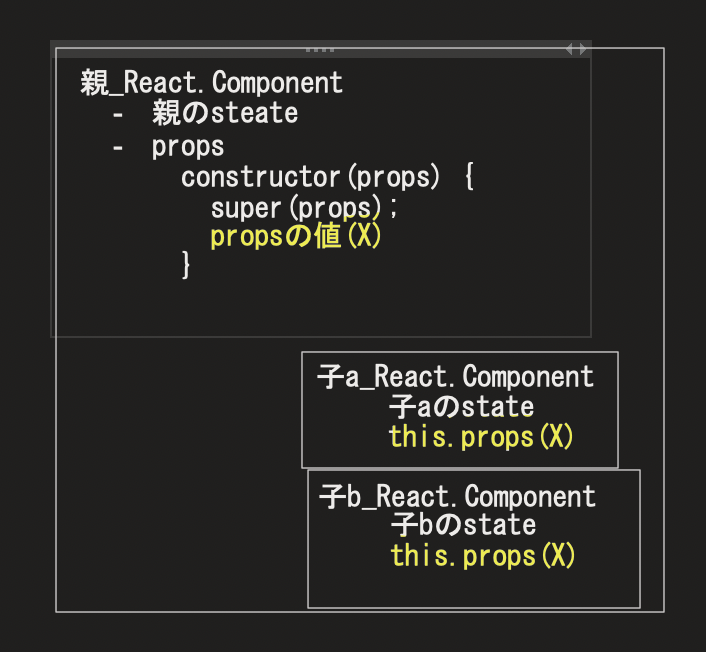 親_React.Component
- 親のsteate
- props
constructor(props) {
super(props);
propsの値(X)
}
子a_React.Component
子aのstate
this.props(X)
子b_React.Component
子bのstate
this.props(X)